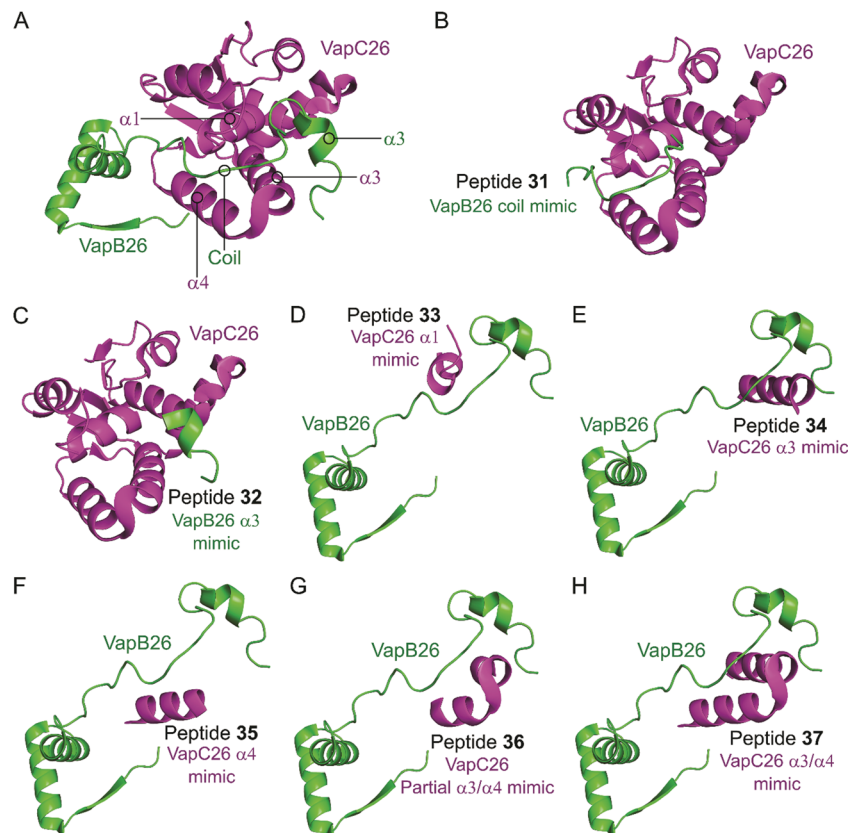 A
VapC26
α1
α3
α3
VapB26
Coil
α4
B
VapC26
Peptide 31
VapB26 coil mimic
C
VapC26
Peptide 32
VapB26 α3
mimic
D
Peptide 33
VapC26 α1
mimic
VapB26
E
VapB26
Peptide 34
VapC26 α3 mimic
F
VapB26
Peptide 35
VapC26 α4
mimic
G
VapB26
Peptide 36
VapC26
Partial α3/α4 mimic
H
VapB26
Peptide 37
VapC26 α3/α4
mimic